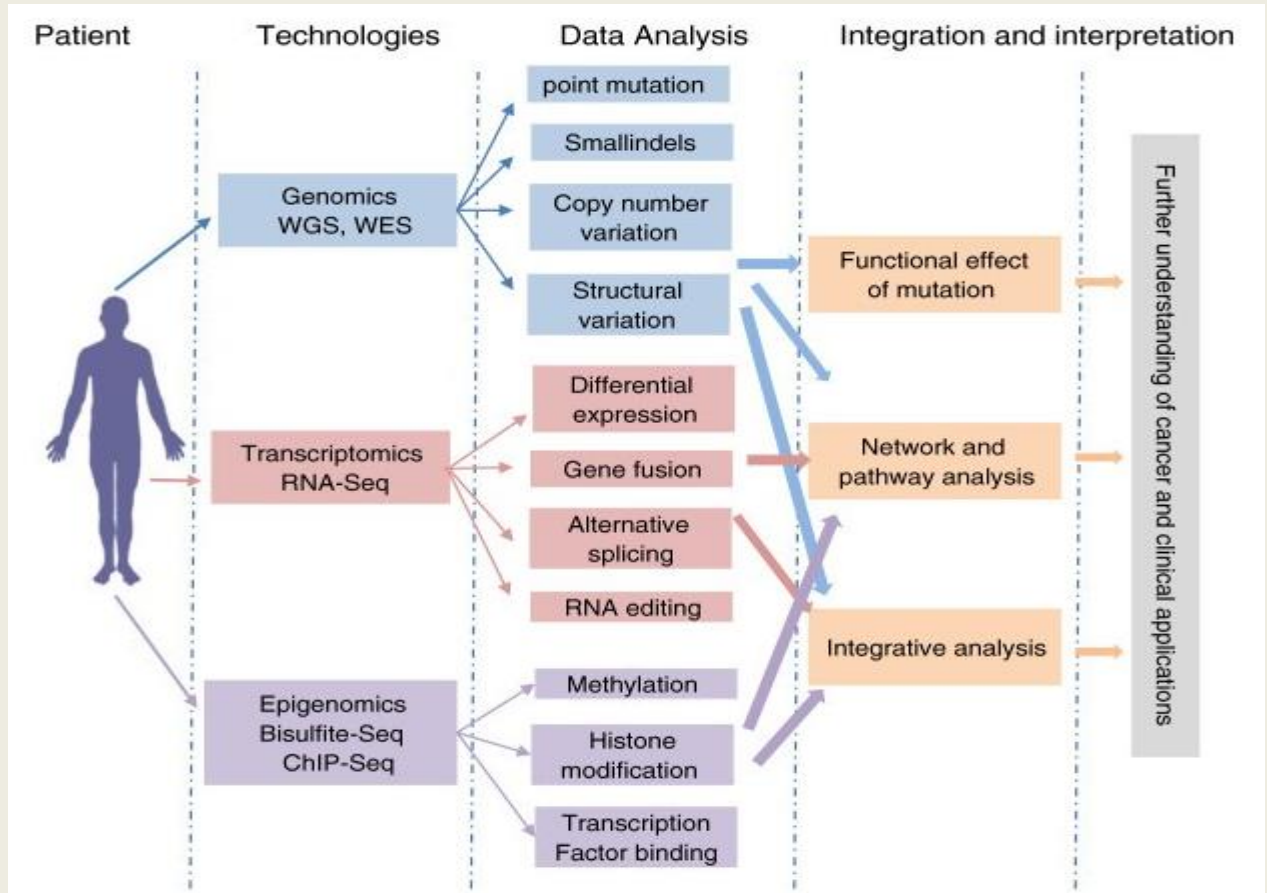 Patient
Technologies
Data Analysis
Integration and interpretation
Genomics
WGS, WES
Transcriptomics
RNA-Seq
Epigenomics
Bisulfite-Seq
ChIP-Seq
point mutation
Smallindels
Copy number
variation
Structural
variation
Differential
expression
Gene fusion
Alternative
splicing
RNA editing
Methylation
Histone
modification
Transcription
Factor binding
Functional effect
of mutation
Network and
pathway analysis
Integrative analysis
Further understanding of cancer and clinical applications